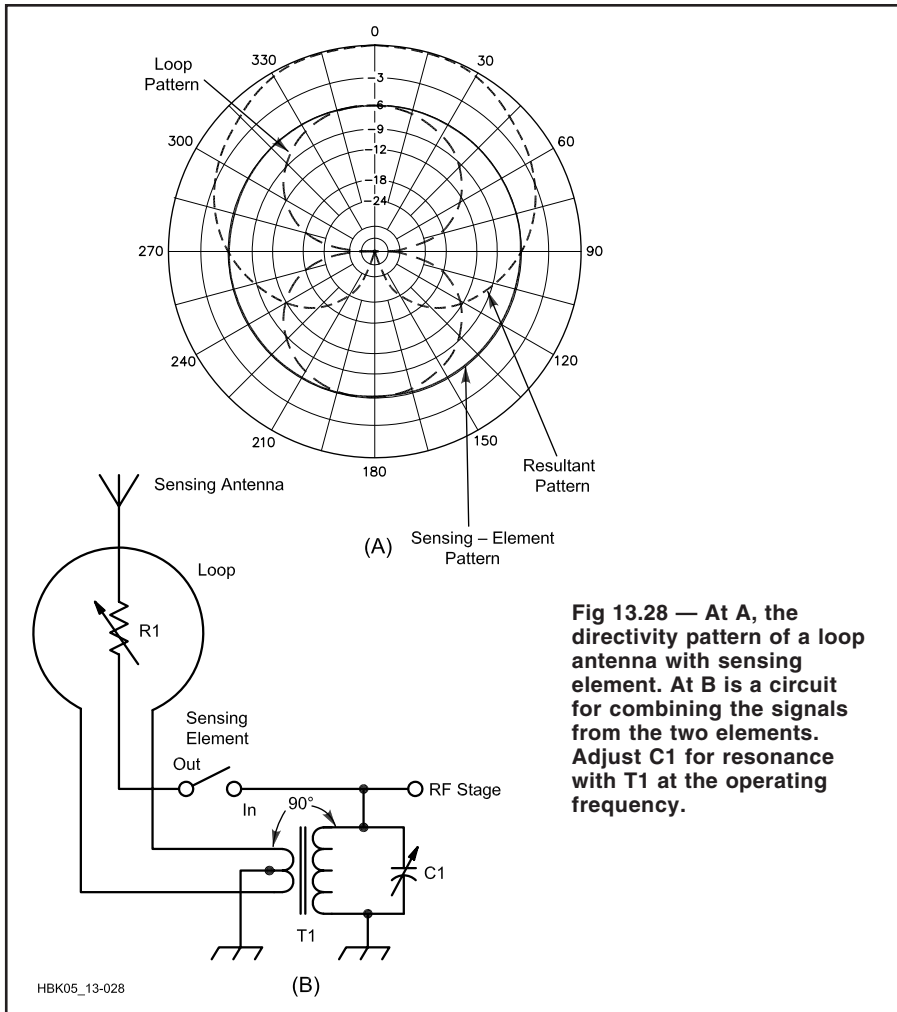 0
330
30
Loop
Pattern
-3
-6
-9
-12
-18
-24
300
60
270
90
240
120
210
150
180
Resultant
Pattern
Sensing – Element
Pattern
(A)
Sensing Antenna
Loop
R1
Sensing
Element
Out
In
RF Stage
90°
C1
T1
(B)
HBK05_13-028
Fig 13.28 — At A, the
directivity pattern of a loop
antenna with sensing
element. At B is a circuit
for combining the signals
from the two elements.
Adjust C1 for resonance
with T1 at the operating
frequency.